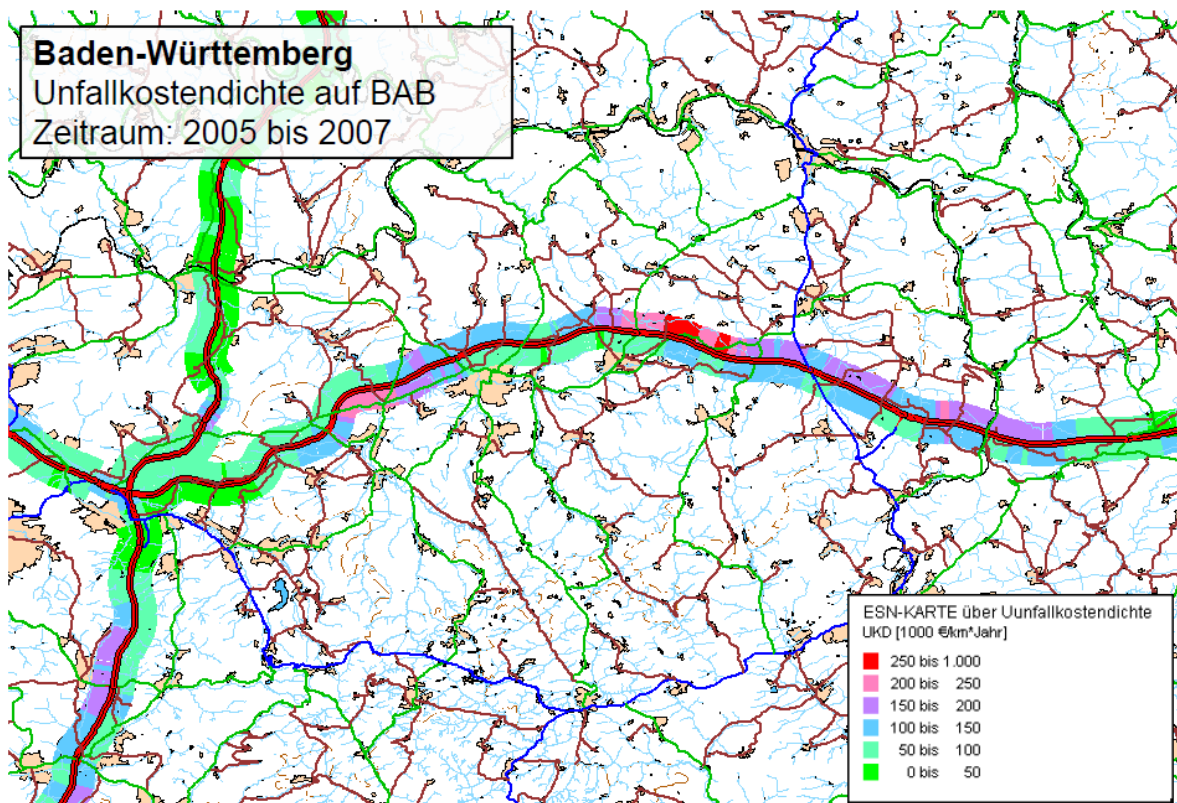 Baden-Württemberg
Unfallkostendichte auf BAB
Zeitraum: 2005 bis 2007
ESN-KARTE über Uunfallkostendichte
UKD [1000 €/km*Jahr]
250 bis 1.000
200 bis 250
150 bis 200
100 bis 150
50 bis 100
0 bis 50